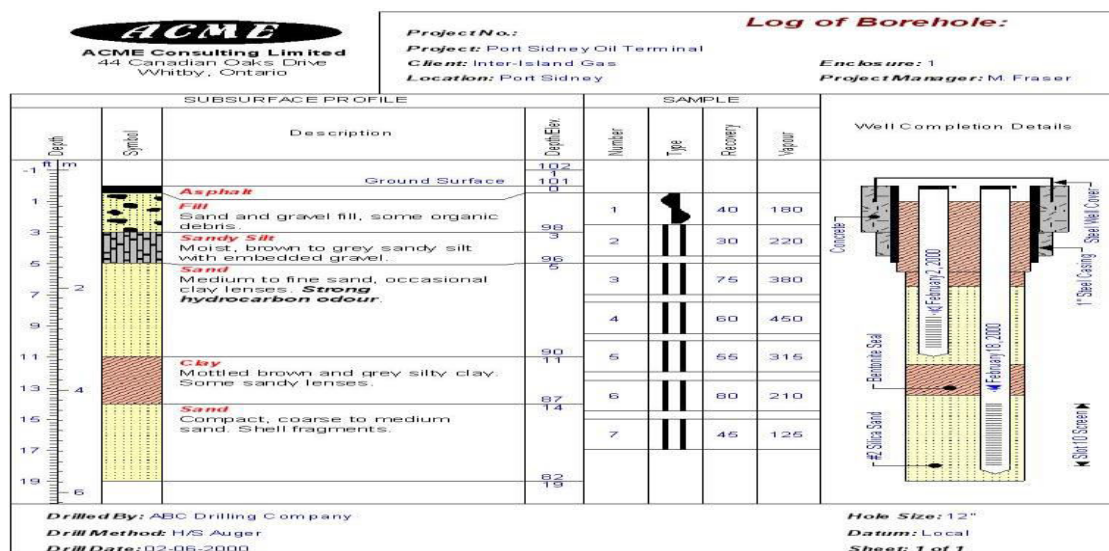 ACME
ACME Consulting Limited
44 Canadian Oaks Drive
Whitby, Ontario
Log of Borehole:
Project No.:
Project: Port Sidney Oil Terminal
Client: Inter-Island Gas
Enclosure: 1
Location: Port Sidney
Project Manager: M. Fraser
SUBSURFACE PROFILE
SAMPLE
Depth
Symbol
Description
Depth/Elev.
Number
Type
Recovery
Vapour
Well Completion Details
ft m
-1
102
1
Ground Surface
101
0
Asphalt
Fill
Sand and gravel fill, some organic
debris.
98
3
Sandy Silt
Moist, brown to grey sandy silt
with embedded gravel.
96
5
Sand
Medium to fine sand, occasional
clay lenses. Strong
hydrocarbon odour.
90
11
Clay
Mottled brown and grey silty clay.
Some sandy lenses.
87
14
Sand
Compact, coarse to medium
sand. Shell fragments.
82
19
1
3
5
7
9
11
13
15
17
19
2
4
6
1 40 180
2 30 220
3 75 380
4 60 450
5 55 315
6 80 210
7 45 125
Concrete
Steel Well Cover
1" Steel Casing
February 2, 2000
February 18, 2000
Bentonite Seal
#2 Silica Sand
Slot 10 Screen
Drilled By: ABC Drilling Company
Hole Size: 12"
Drill Method: H/S Auger
Datum: Local
Drill Date: 02-06-2000
Sheet: 1 of 1